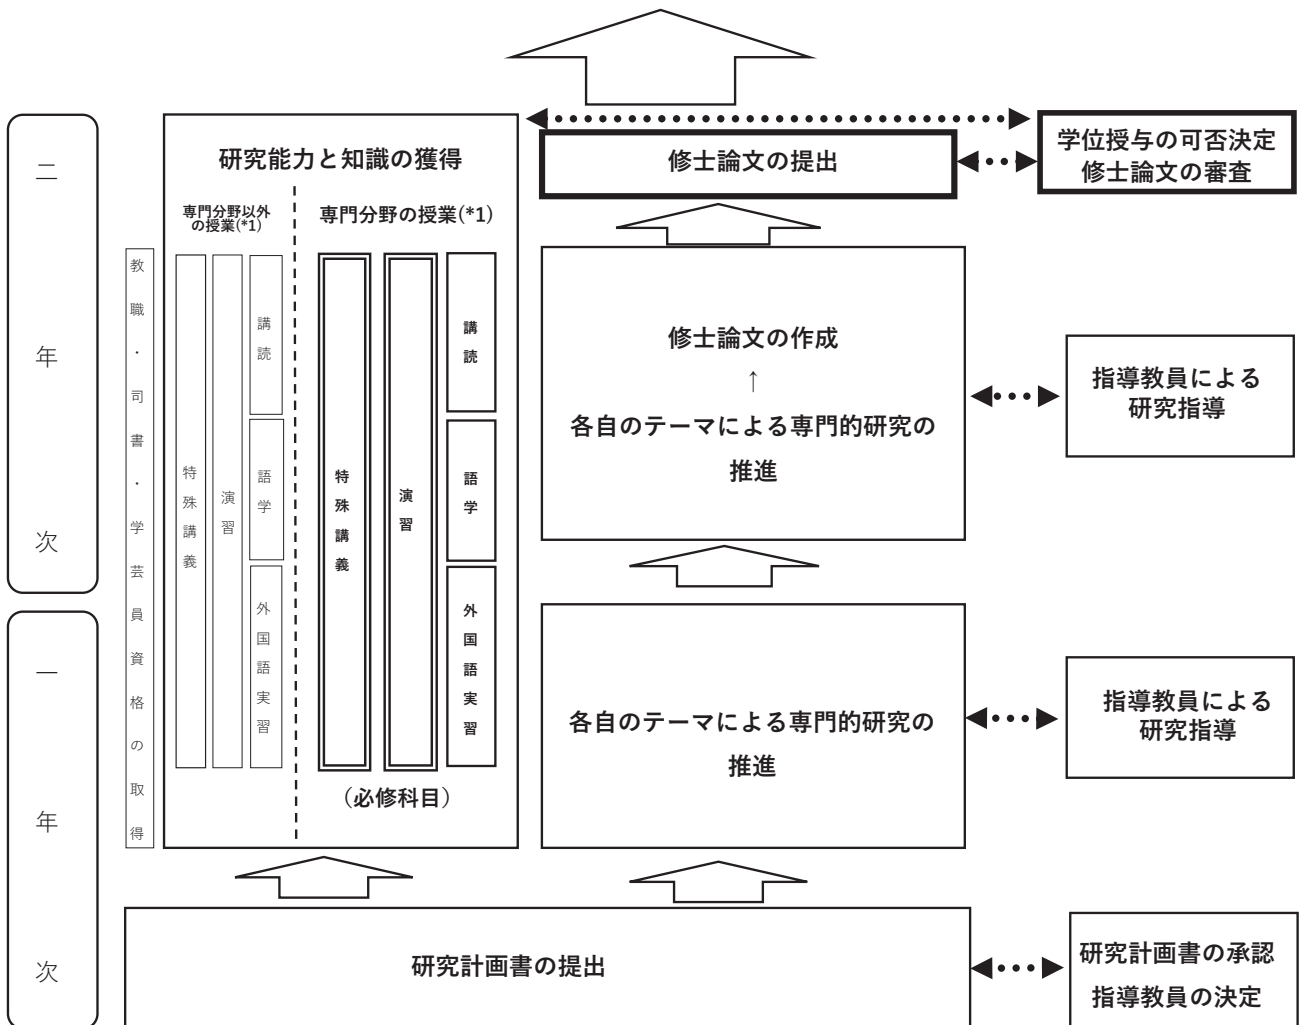 二年次
一年次
教職・司書・学芸員資格の取得
研究能力と知識の獲得
専門分野以外
の授業(*1)
特殊講義
演習
講読
語学
外国語実習
専門分野の授業(*1)
特殊講義
演習
講読
語学
外国語実習
(必修科目)
修士論文の提出
学位授与の可否決定
修士論文の審査
修士論文の作成
↑
各自のテーマによる専門的研究の
推進
指導教員による
研究指導
各自のテーマによる専門的研究の
推進
指導教員による
研究指導
研究計画書の提出
研究計画書の承認
指導教員の決定